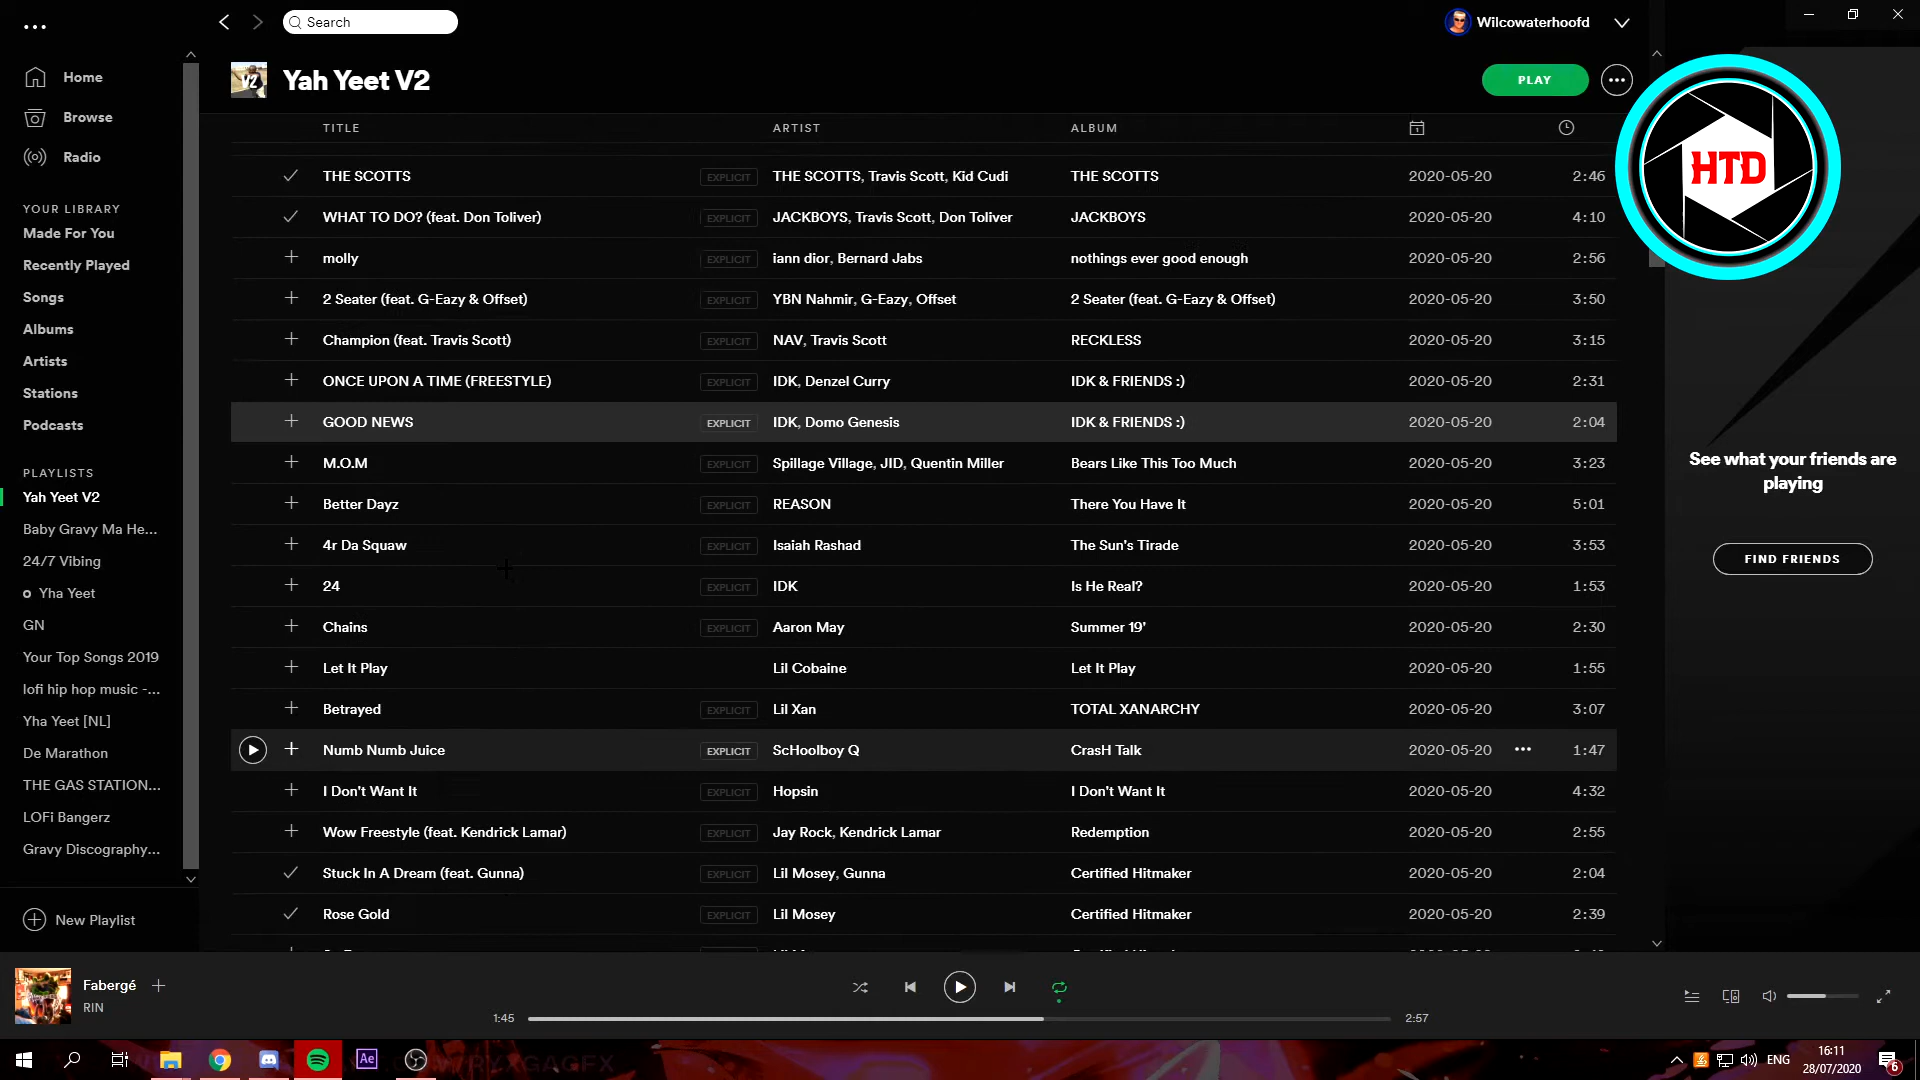 Search
Wilcowaterhoofd
Home
Browse
Radio
YOUR LIBRARY
Made For You
Recently Played
Songs
Albums
Artists
Stations
Podcasts
PLAYLISTS
Yah Yeet V2
Baby Gravy Ma He...
24/7 Vibing
Yha Yeet
GN
Your Top Songs 2019
lofi hip hop music -...
Yha Yeet [NL]
De Marathon
THE GAS STATION...
LOFi Bangerz
Gravy Discography...
New Playlist
V2
Yah Yeet V2
PLAY
TITLE ARTIST ALBUM
THE SCOTTS EXPLICIT THE SCOTTS, Travis Scott, Kid Cudi THE SCOTTS 2020-05-20 2:46
WHAT TO DO? (feat. Don Toliver) EXPLICIT JACKBOYS, Travis Scott, Don Toliver JACKBOYS 2020-05-20 4:10
molly EXPLICIT iann dior, Bernard Jabs nothings ever good enough 2020-05-20 2:56
2 Seater (feat. G-Eazy & Offset) EXPLICIT YBN Nahmir, G-Eazy, Offset 2 Seater (feat. G-Eazy & Offset) 2020-05-20 3:50
Champion (feat. Travis Scott) EXPLICIT NAV, Travis Scott RECKLESS 2020-05-20 3:15
ONCE UPON A TIME (FREESTYLE) EXPLICIT IDK, Denzel Curry IDK & FRIENDS :) 2020-05-20 2:31
GOOD NEWS EXPLICIT IDK, Domo Genesis IDK & FRIENDS :) 2020-05-20 2:04
M.O.M EXPLICIT Spillage Village, JID, Quentin Miller Bears Like This Too Much 2020-05-20 3:23
Better Dayz EXPLICIT REASON There You Have It 2020-05-20 5:01
4r Da Squaw EXPLICIT Isaiah Rashad The Sun's Tirade 2020-05-20 3:53
24 EXPLICIT IDK Is He Real? 2020-05-20 1:53
Chains EXPLICIT Aaron May Summer 19' 2020-05-20 2:30
Let It Play Lil Cobaine Let It Play 2020-05-20 1:55
Betrayed EXPLICIT Lil Xan TOTAL XANARCHY 2020-05-20 3:07
Numb Numb Juice EXPLICIT ScHoolboy Q CrasH Talk 2020-05-20 1:47
I Don't Want It EXPLICIT Hopsin I Don't Want It 2020-05-20 4:32
Wow Freestyle (feat. Kendrick Lamar) EXPLICIT Jay Rock, Kendrick Lamar Redemption 2020-05-20 2:55
Stuck In A Dream (feat. Gunna) EXPLICIT Lil Mosey, Gunna Certified Hitmaker 2020-05-20 2:04
Rose Gold EXPLICIT Lil Mosey Certified Hitmaker 2020-05-20 2:39
HTD
See what your friends are
playing
FIND FRIENDS
Fabergé
RIN
1:45
2:57
Ae
ENG
16:11
28/07/2020
6